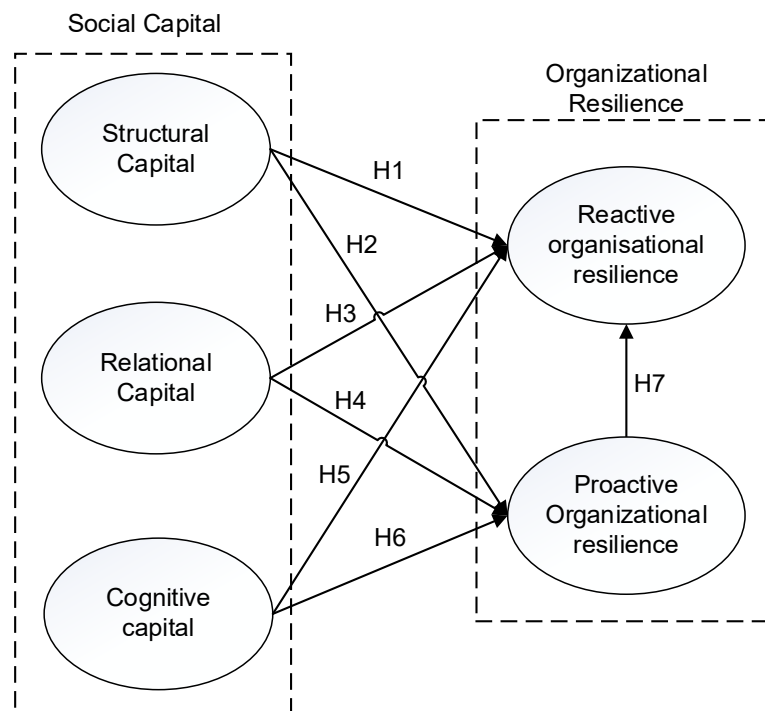 Social Capital
Structural
Capital
Relational
Capital
Cognitive
capital
H1
H2
H3
H4
H5
H6
Organizational
Resilience
Reactive
organisational
resilience
H7
Proactive
Organizational
resilience